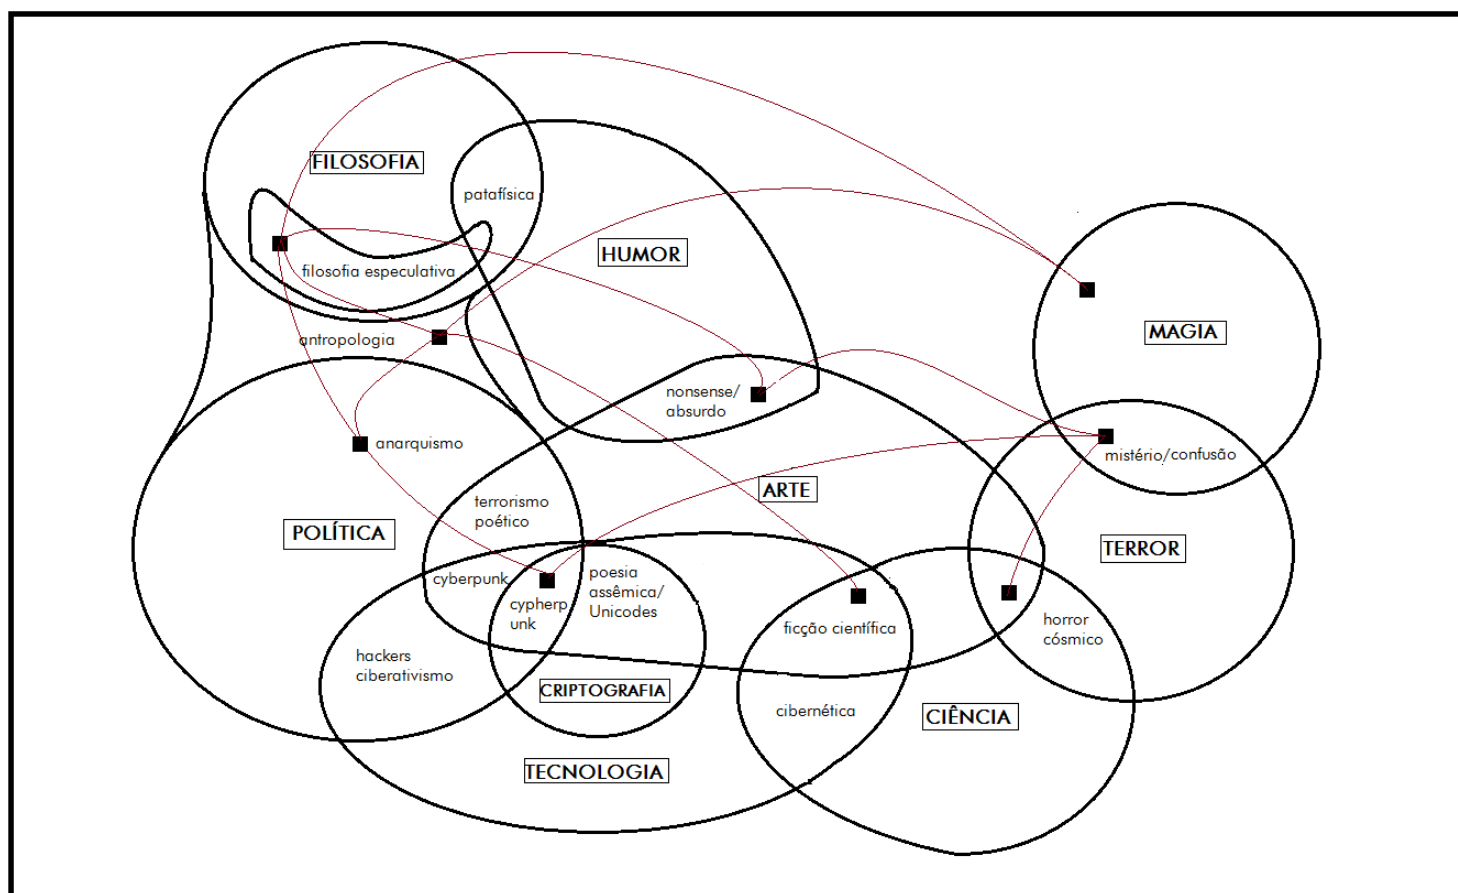 FILOSOFIA
patafísica
HUMOR
filosofia especulativa
antropologia
MAGIA
nonsense/
absurdo
anarquismo
mistério/confusão
ARTE
terrorismo
poético
POLÍTICA
TERROR
cyberpunk
poesia
assêmica/
Unicodes
cypherp
unk
ficção científica
horror
cósmico
hackers
ciberativismo
CRIPTOGRAFIA
cibernética
CIÊNCIA
TECNOLOGIA